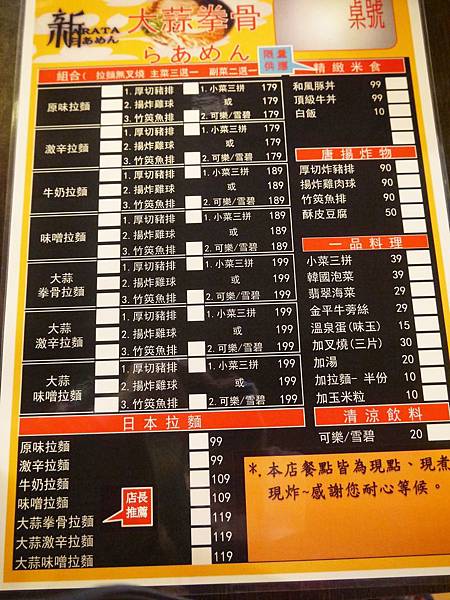 新 ARATA
らあめん
大蒜拳骨
らあめん
桌號
限量
供應
組合( 拉麵無叉燒 主菜三選一 副菜二選一
原味拉麵
1. 厚切豬排 1. 小菜三拼 179
2. 揚炸雞球 或 179
3. 竹筴魚排 2. 可樂/雪碧 179
激辛拉麵
1. 厚切豬排 1. 小菜三拼 179
2. 揚炸雞球 或 179
3. 竹筴魚排 2. 可樂/雪碧 179
牛奶拉麵
1. 厚切豬排 1. 小菜三拼 189
2. 揚炸雞球 或 189
3. 竹筴魚排 2. 可樂/雪碧 189
味噌拉麵
1. 厚切豬排 1. 小菜三拼 189
2. 揚炸雞球 或 189
3. 竹筴魚排 2. 可樂/雪碧 189
大蒜
拳骨拉麵
1. 厚切豬排 1. 小菜三拼 199
2. 揚炸雞球 或 199
3. 竹筴魚排 2. 可樂/雪碧 199
大蒜
激辛拉麵
1. 厚切豬排 1. 小菜三拼 199
2. 揚炸雞球 或 199
3. 竹筴魚排 2. 可樂/雪碧 199
大蒜
味噌拉麵
1. 厚切豬排 1. 小菜三拼 199
2. 揚炸雞球 或 199
3. 竹筴魚排 2. 可樂/雪碧 199
日本拉麵
原味拉麵 99
激辛拉麵 99
牛奶拉麵 109
味噌拉麵 109
大蒜拳骨拉麵 119
大蒜激辛拉麵 119
大蒜味噌拉麵 119
店長
推薦
精緻米食
和風豚丼 90
頂級牛丼 90
白飯 10
唐揚炸物
厚切炸豬排 90
揚炸雞肉球 90
竹筴魚排 90
酥皮豆腐 50
一品料理
小菜三拼 39
韓國泡菜 39
翡翠海菜 29
金平牛蒡絲 29
溫泉蛋(味玉) 15
加叉燒(三片) 30
加湯 20
加拉麵- 半份 10
加玉米粒 10
清涼飲料
可樂/雪碧 20
*. 本店餐點皆為現點、現煮
現炸~感謝您耐心等候。